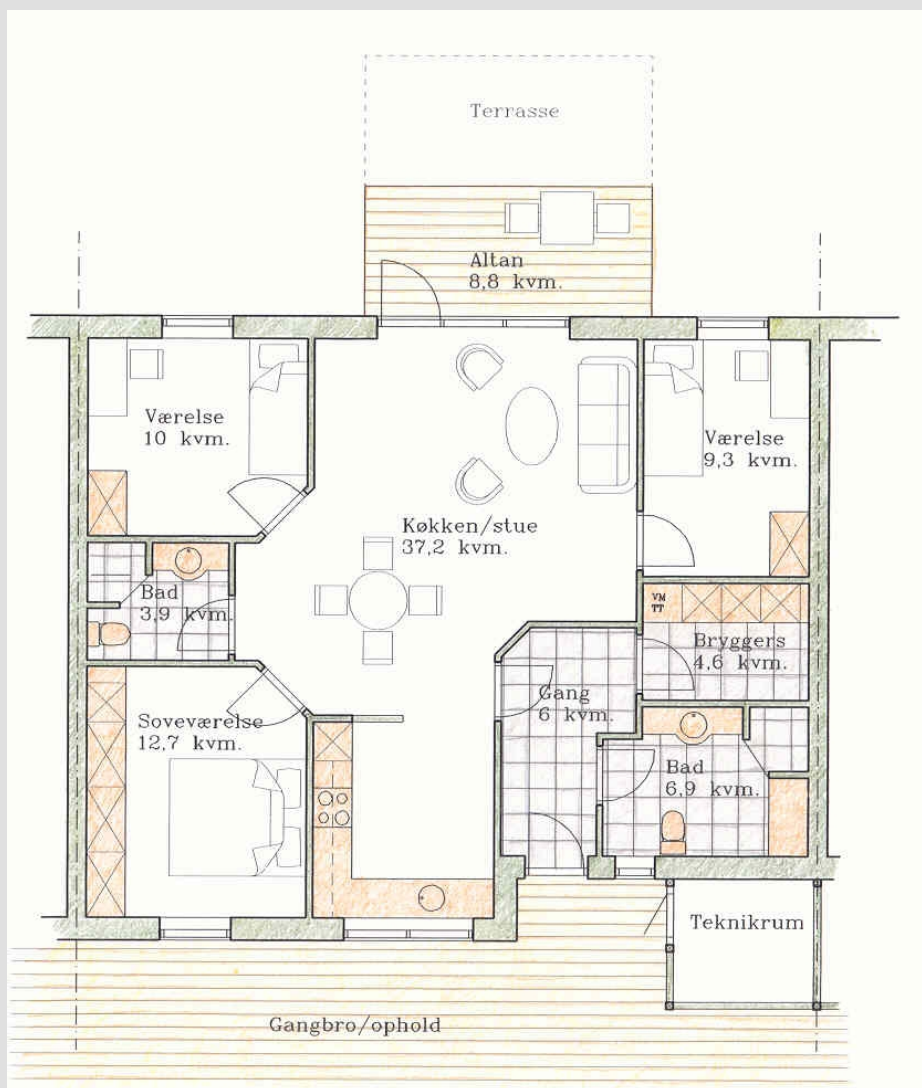 Terrasse
Altan
8,8 kvm.
Værelse
10 kvm.
Værelse
9,3 kvm.
Køkken/stue
37,2 kvm.
Bad
3,9 kvm.
VM
TT
Bryggers
4,6 kvm.
Gang
6 kvm.
Soveværelse
12,7 kvm.
Bad
6,9 kvm.
Teknikrum
Gangbro/ophold